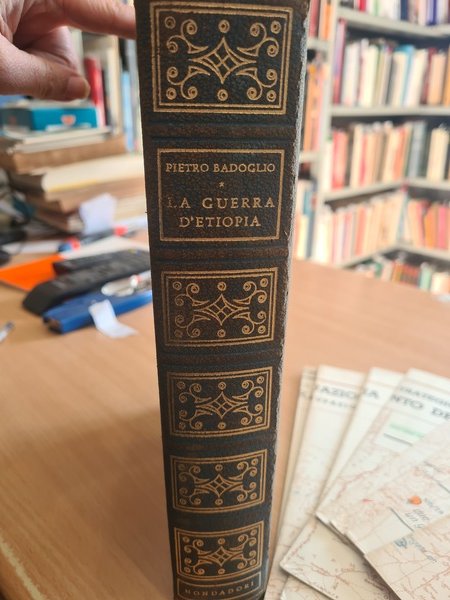 PIETRO BADOGLIO
*
LA GUERRA
D'ETIOPIA
MONDADORI